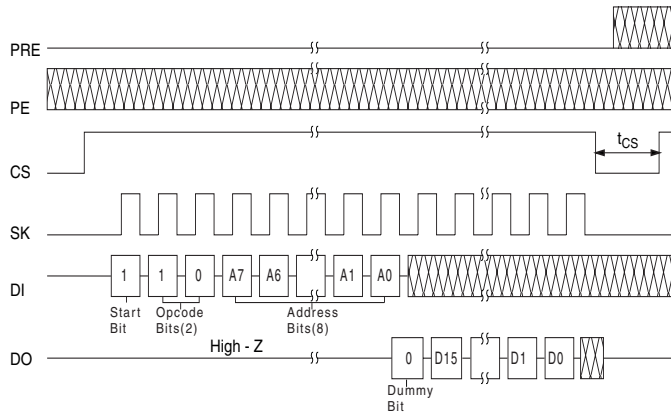 PRE
PE
CS
tCS
SK
DI
1 1 0 A7 A6 A1 A0
Start
Bit
Opcode
Bits(2)
Address
Bits(8)
High - Z
DO
0 D15 D1 D0
Dummy
Bit